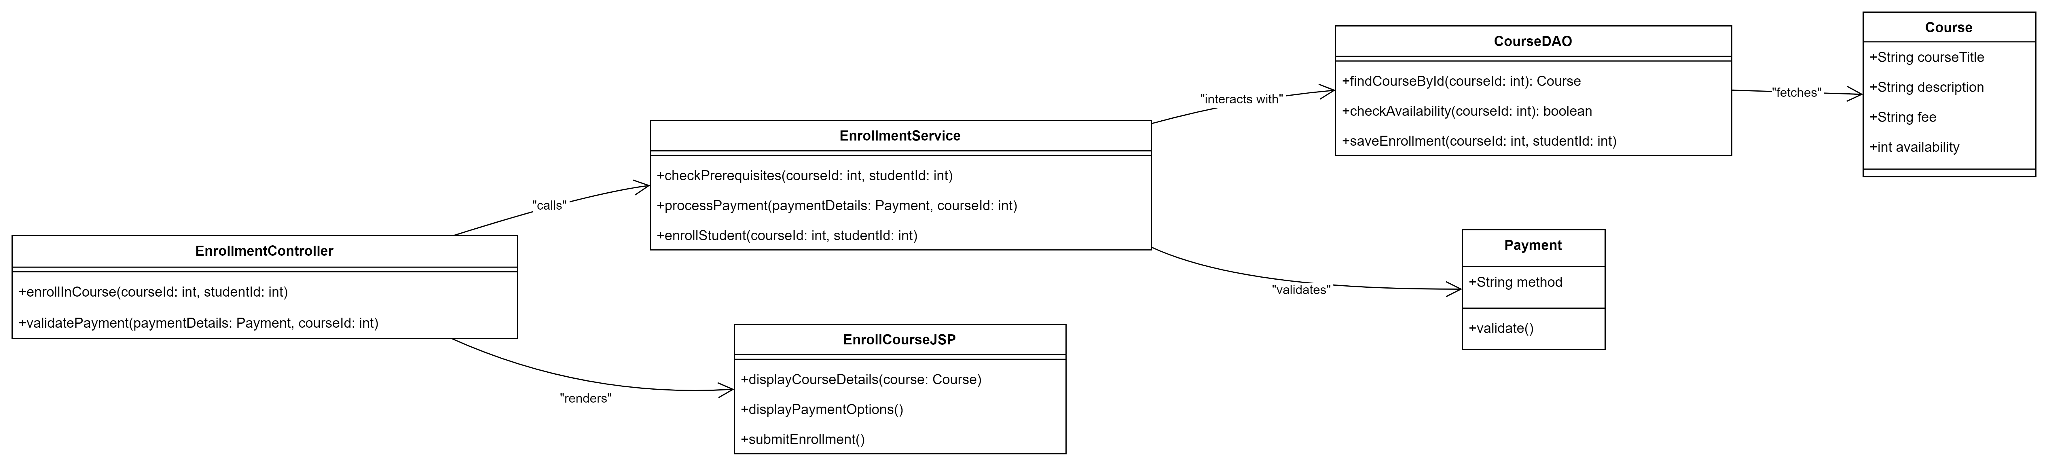 EnrollmentController
+enrollInCourse(courseId: int, studentId: int)
+validatePayment(paymentDetails: Payment, courseId: int)
"calls"
"renders"
EnrollmentService
+checkPrerequisites(courseId: int, studentId: int)
+processPayment(paymentDetails: Payment, courseId: int)
+enrollStudent(courseId: int, studentId: int)
EnrollCourseJSP
+displayCourseDetails(course: Course)
+displayPaymentOptions()
+submitEnrollment()
"interacts with"
"validates"
CourseDAO
+findCourseById(courseId: int): Course
+checkAvailability(courseId: int): boolean
+saveEnrollment(courseId: int, studentId: int)
Payment
+String method
+validate()
"fetches"
Course
+String courseTitle
+String description
+String fee
+int availability